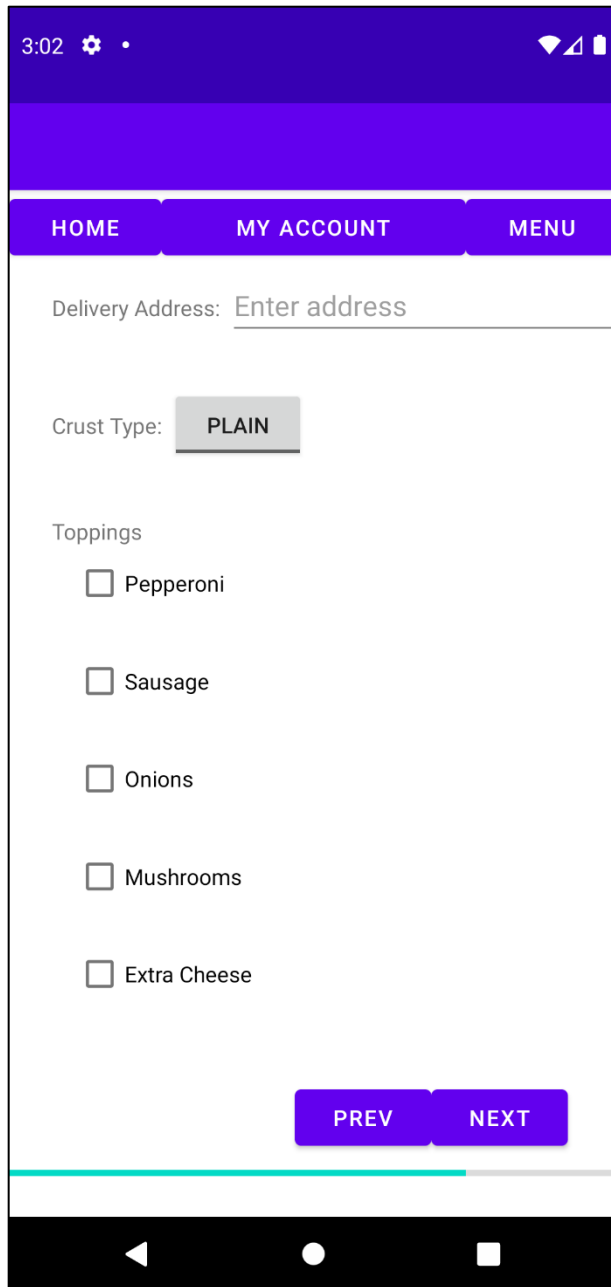 3:02
HOME MY ACCOUNT MENU
Delivery Address: Enter address
Crust Type: PLAIN
Toppings
Pepperoni
Sausage
Onions
Mushrooms
Extra Cheese
PREV NEXT